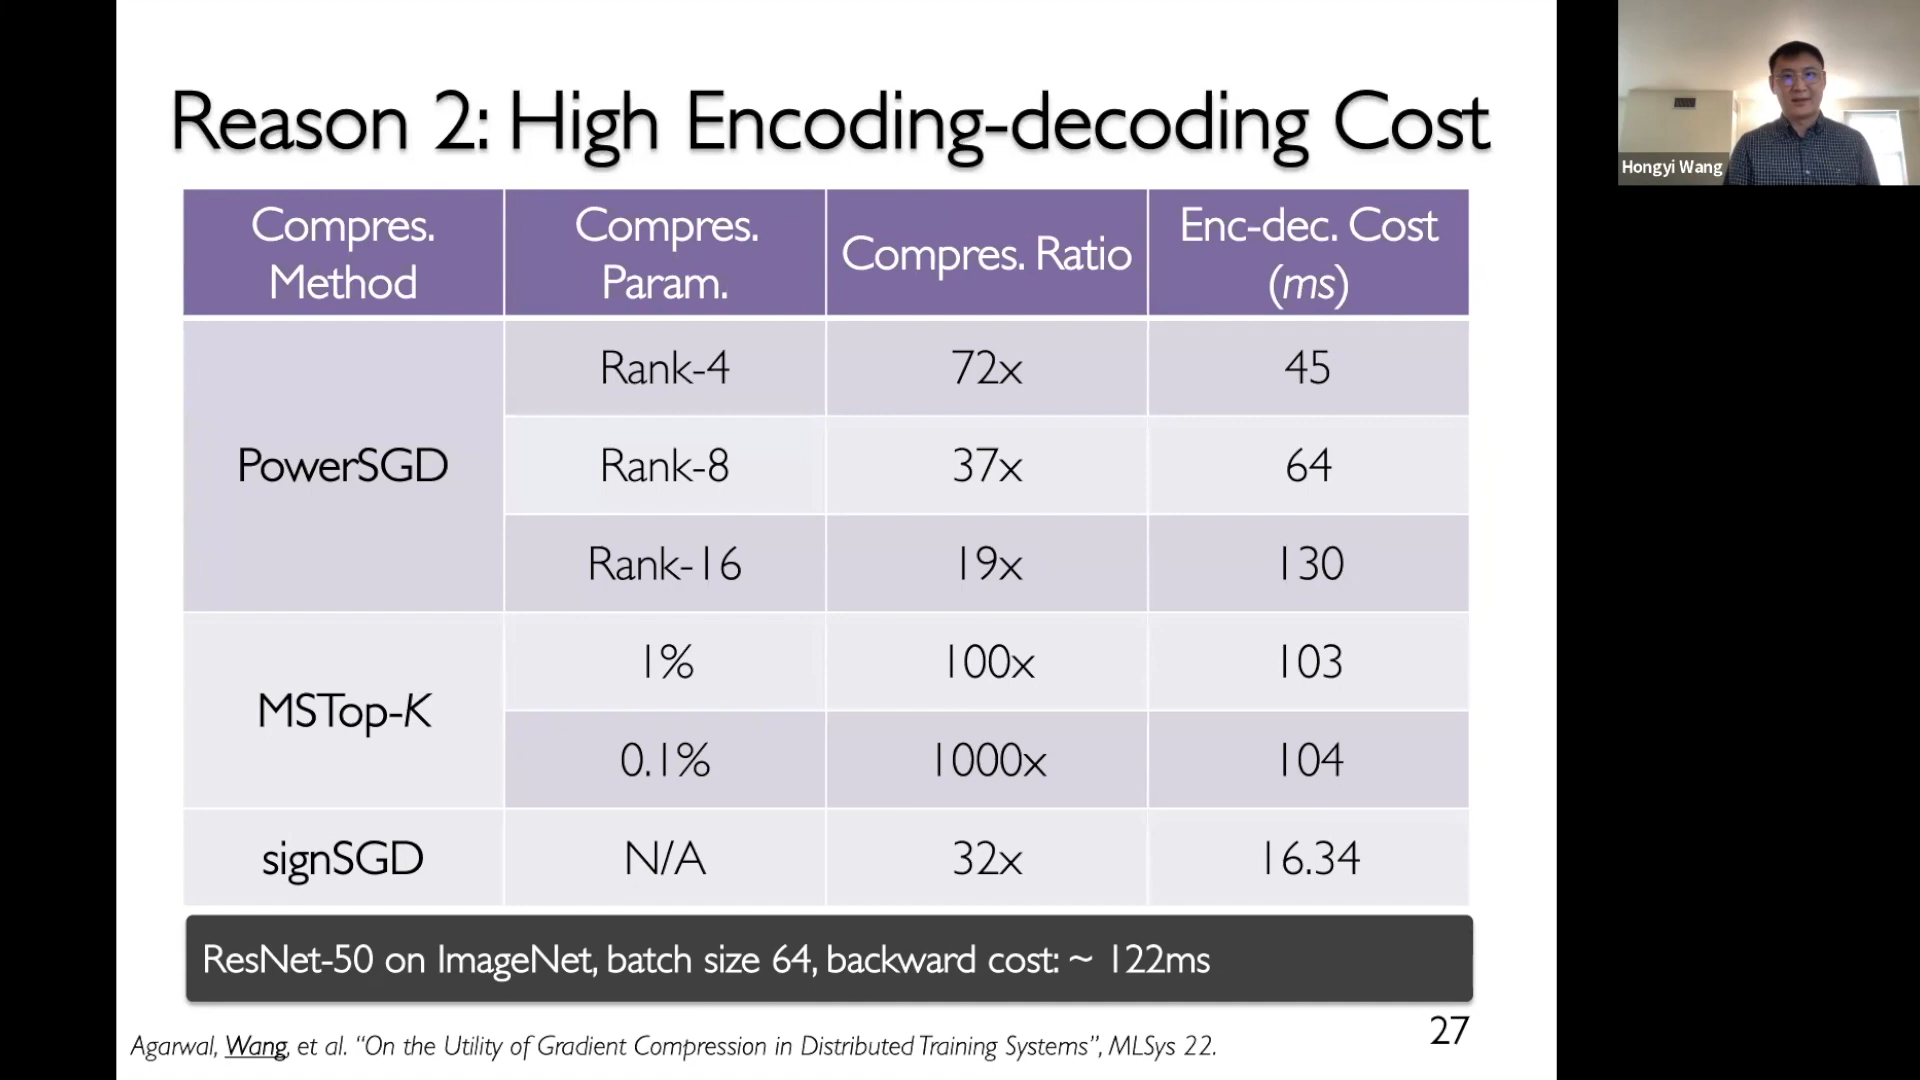 Reason 2: High Encoding-decoding Cost
Compres. Method
Compres. Param.
Compres. Ratio
Enc-dec. Cost (ms)
PowerSGD
Rank-4
72x
45
Rank-8
37x
64
Rank-16
19x
130
MSTop-K
1%
100x
103
0.1%
1000x
104
signSGD
N/A
32x
16.34
ResNet-50 on ImageNet, batch size 64, backward cost: ~ 122ms
27
Agarwal, Wang, et al. “On the Utility of Gradient Compression in Distributed Training Systems”, MLSys 22.
Hongyi Wang